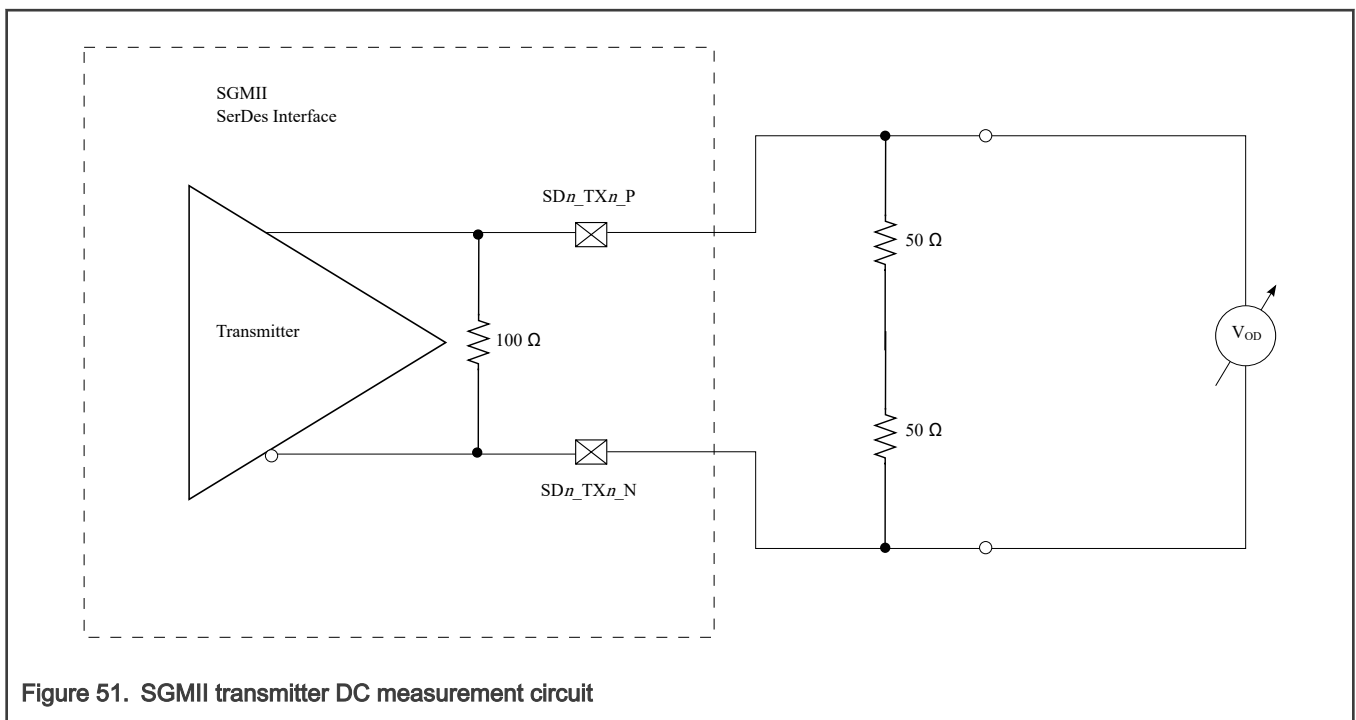 SGMII
SerDes Interface
SDn_TXn_P
50 Ω
Transmitter
100 Ω
VOD
50 Ω
SDn_TXn_N
Figure 51. SGMII transmitter DC measurement circuit